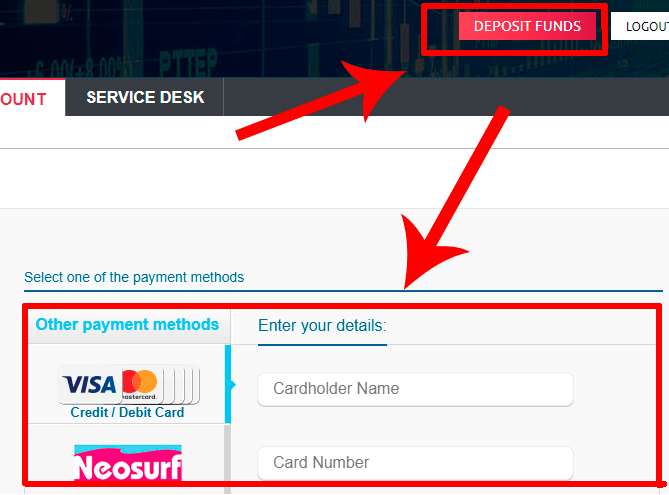 DEPOSIT FUNDS
LOGOUT
PTTEP
OUNT
SERVICE DESK
Select one of the payment methods
Other payment methods
Enter your details:
VISA
mastercard.
Credit / Debit Card
Cardholder Name
Neosurf
Card Number